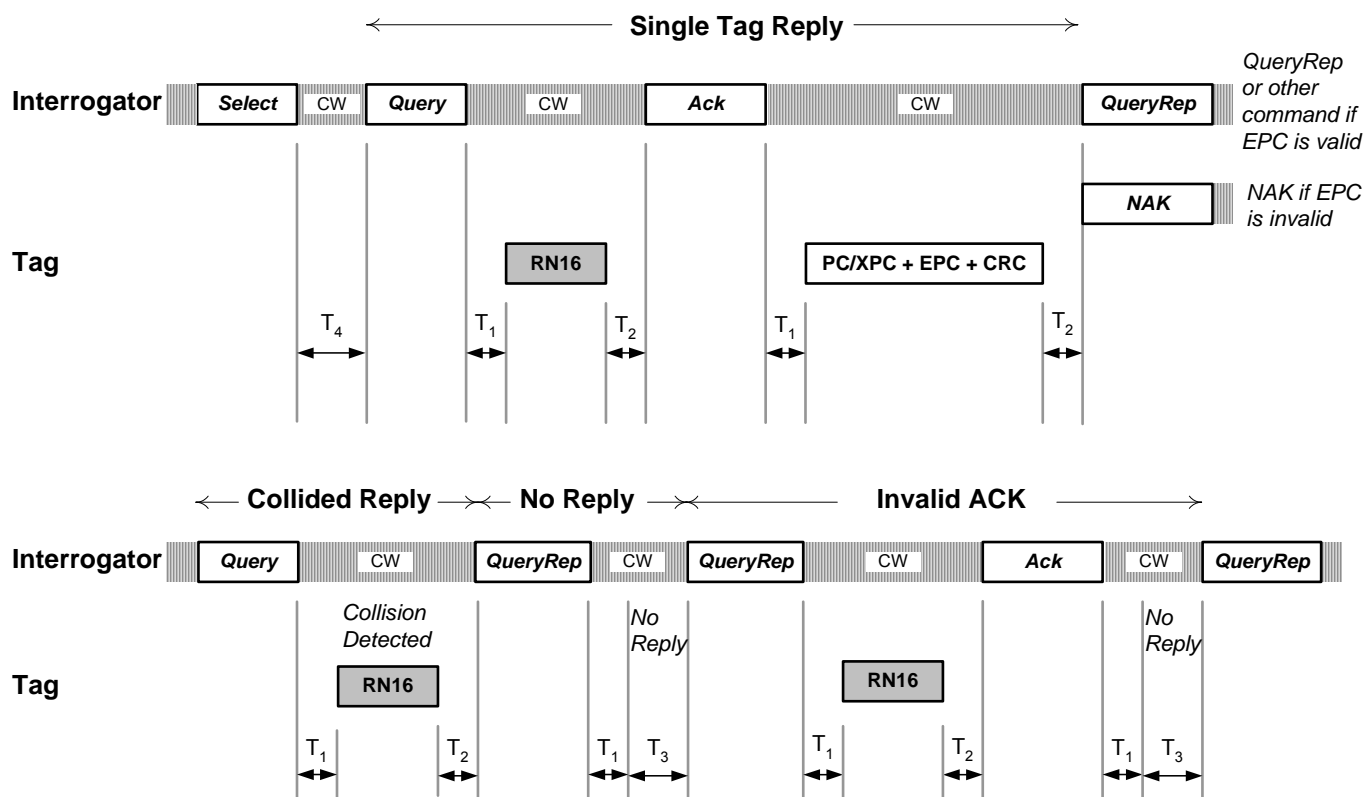 Single Tag Reply
Interrogator
Select
CW
Query
CW
Ack
CW
QueryRep
QueryRep
or other
command if
EPC is valid
NAK
NAK if EPC
is invalid
Tag
RN16
PC/XPC + EPC + CRC
T4
T1
T2
T1
T2
Collided Reply
No Reply
Invalid ACK
Interrogator
Query
CW
QueryRep
CW
QueryRep
CW
Ack
CW
QueryRep
Collision
Detected
No
Reply
No
Reply
Tag
RN16
RN16
T1
T2
T1
T3
T1
T2
T1
T3